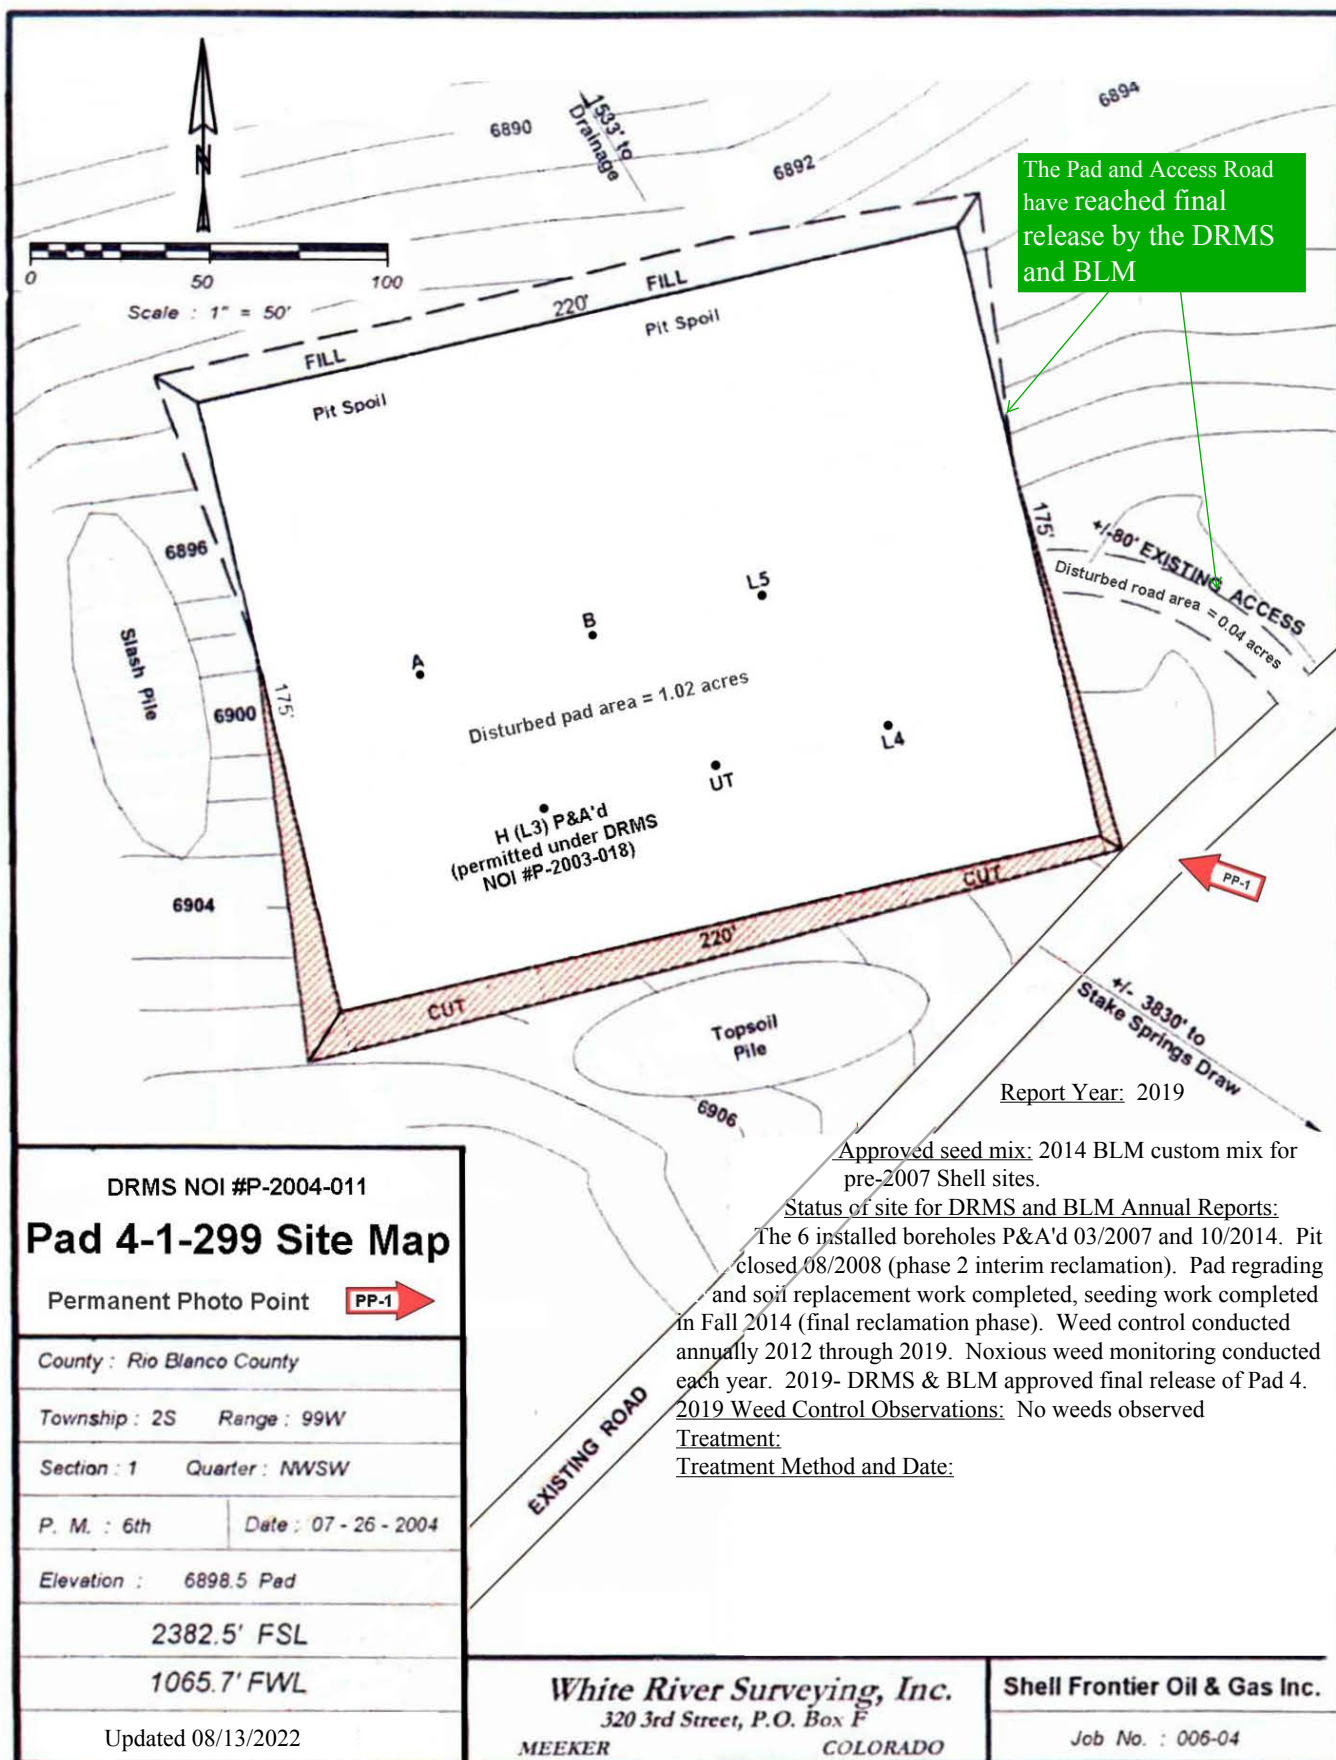 6890
1533' to
Drainage
6892
6894
The Pad and Access Road
have reached final
release by the DRMS
and BLM
N
0 50 100
Scale : 1" = 50'
FILL
220'
FILL
Pit Spoil
Pit Spoil
175'
+/-80' EXISTING ACCESS
Disturbed road area = 0.04 acres
6896
Slash Pile
6900
175'
A
B
L5
Disturbed pad area = 1.02 acres
L4
UT
H (L3) P&A'd
(permitted under DRMS
NOI #P-2003-018)
6904
CUT
220'
CUT
PP-1
Topsoil
Pile
6906
+/- 3830' to
Stake Springs Draw
EXISTING ROAD
Report Year: 2019
Approved seed mix: 2014 BLM custom mix for
pre-2007 Shell sites.
Status of site for DRMS and BLM Annual Reports:
The 6 installed boreholes P&A'd 03/2007 and 10/2014. Pit
closed 08/2008 (phase 2 interim reclamation). Pad regrading
and soil replacement work completed, seeding work completed
in Fall 2014 (final reclamation phase). Weed control conducted
annually 2012 through 2019. Noxious weed monitoring conducted
each year. 2019- DRMS & BLM approved final release of Pad 4.
2019 Weed Control Observations: No weeds observed
Treatment:
Treatment Method and Date:
DRMS NOI #P-2004-011
Pad 4-1-299 Site Map
Permanent Photo Point PP-1
County : Rio Blanco County
Township : 2S Range : 99W
Section : 1 Quarter : NWSW
P. M. : 6th Date : 07 - 26 - 2004
Elevation : 6898.5 Pad
2382.5' FSL
1065.7' FWL
Updated 08/13/2022
White River Surveying, Inc.
320 3rd Street, P.O. Box F
MEEKER COLORADO
Shell Frontier Oil & Gas Inc.
Job No. : 006-04